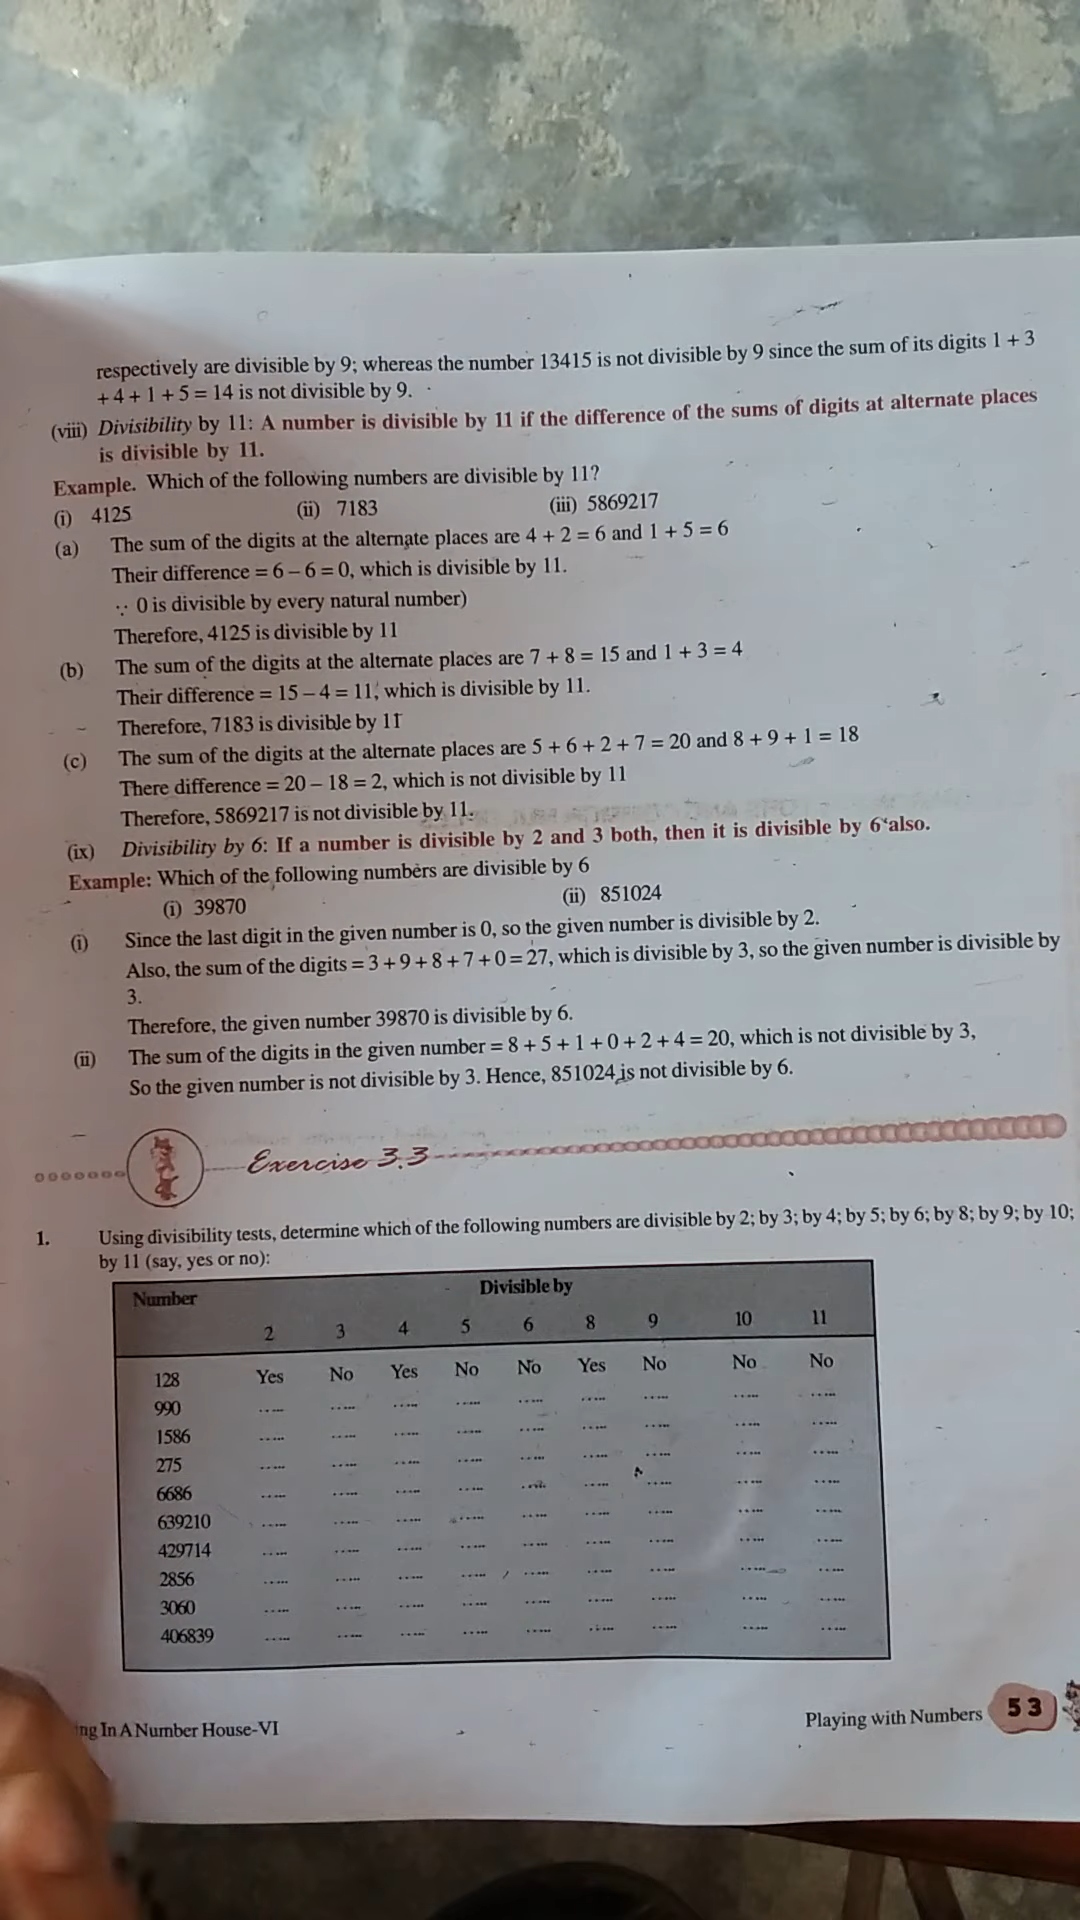 respectively are divisible by 9; whereas the number 13415 is not divisible by 9 since the sum of its digits 1 + 3
+ 4 + 1 + 5 = 14 is not divisible by 9.
(viii) Divisibility by 11: A number is divisible by 11 if the difference of the sums of digits at alternate places
is divisible by 11.
Example. Which of the following numbers are divisible by 11?
(i) 4125 (ii) 7183 (iii) 5869217
(a) The sum of the digits at the alternate places are 4 + 2 = 6 and 1 + 5 = 6
Their difference = 6 – 6 = 0, which is divisible by 11.
∵ 0 is divisible by every natural number)
Therefore, 4125 is divisible by 11
(b) The sum of the digits at the alternate places are 7 + 8 = 15 and 1 + 3 = 4
Their difference = 15 – 4 = 11, which is divisible by 11.
Therefore, 7183 is divisible by 11
(c) The sum of the digits at the alternate places are 5 + 6 + 2 + 7 = 20 and 8 + 9 + 1 = 18
There difference = 20 – 18 = 2, which is not divisible by 11
Therefore, 5869217 is not divisible by 11.
(ix) Divisibility by 6: If a number is divisible by 2 and 3 both, then it is divisible by 6 also.
Example: Which of the following numbers are divisible by 6
(i) 39870 (ii) 851024
(i) Since the last digit in the given number is 0, so the given number is divisible by 2.
Also, the sum of the digits = 3 + 9 + 8 + 7 + 0 = 27, which is divisible by 3, so the given number is divisible by
3.
Therefore, the given number 39870 is divisible by 6.
(ii) The sum of the digits in the given number = 8 + 5 + 1 + 0 + 2 + 4 = 20, which is not divisible by 3,
So the given number is not divisible by 3. Hence, 851024 is not divisible by 6.
Exercise 3.3
1. Using divisibility tests, determine which of the following numbers are divisible by 2; by 3; by 4; by 5; by 6; by 8; by 9; by 10;
by 11 (say, yes or no):
Number Divisible by
2 3 4 5 6 8 9 10 11
128 Yes No Yes No No Yes No No No
990 ..... ..... ..... ..... ..... ..... ..... ..... .....
1586 ..... ..... ..... ..... ..... ..... ..... ..... .....
275 ..... ..... ..... ..... ..... ..... ..... ..... .....
6686 ..... ..... ..... ..... ..... ..... ..... ..... .....
639210 ..... ..... ..... ..... ..... ..... ..... ..... .....
429714 ..... ..... ..... ..... ..... ..... ..... ..... .....
2856 ..... ..... ..... ..... ..... ..... ..... ..... .....
3060 ..... ..... ..... ..... ..... ..... ..... ..... .....
406839 ..... ..... ..... ..... ..... ..... ..... ..... .....
ng In A Number House-VI Playing with Numbers 53